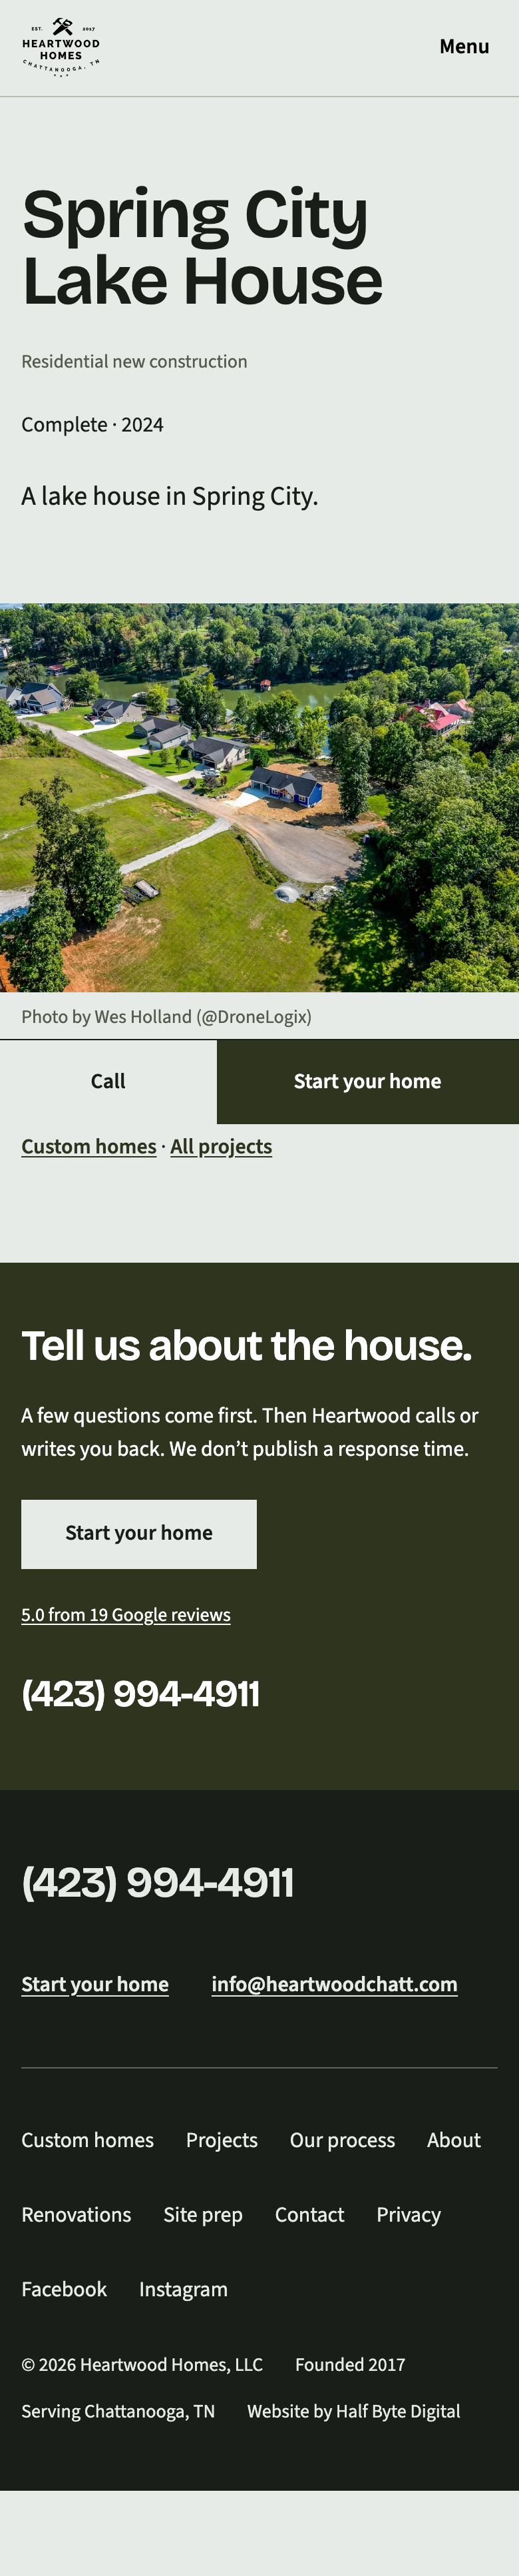 EST. 2017
HEARTWOOD
HOMES
CHATTANOOGA, TN
Menu
Spring City
Lake House
Residential new construction
Complete · 2024
A lake house in Spring City.
Photo by Wes Holland (@DroneLogix)
Call
Start your home
Custom homes · All projects
Tell us about the house.
A few questions come first. Then Heartwood calls or
writes you back. We don’t publish a response time.
Start your home
5.0 from 19 Google reviews
(423) 994-4911
(423) 994-4911
Start your home
info@heartwoodchatt.com
Custom homes Projects Our process About
Renovations Site prep Contact Privacy
Facebook Instagram
© 2026 Heartwood Homes, LLC Founded 2017
Serving Chattanooga, TN Website by Half Byte Digital